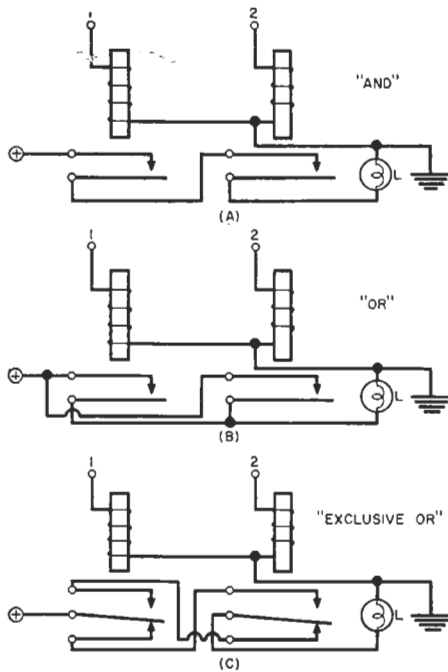 1 2
"AND"
+ L
(A)
1 2
"OR"
+ L
(B)
1 2
"EXCLUSIVE OR"
+ L
(C)